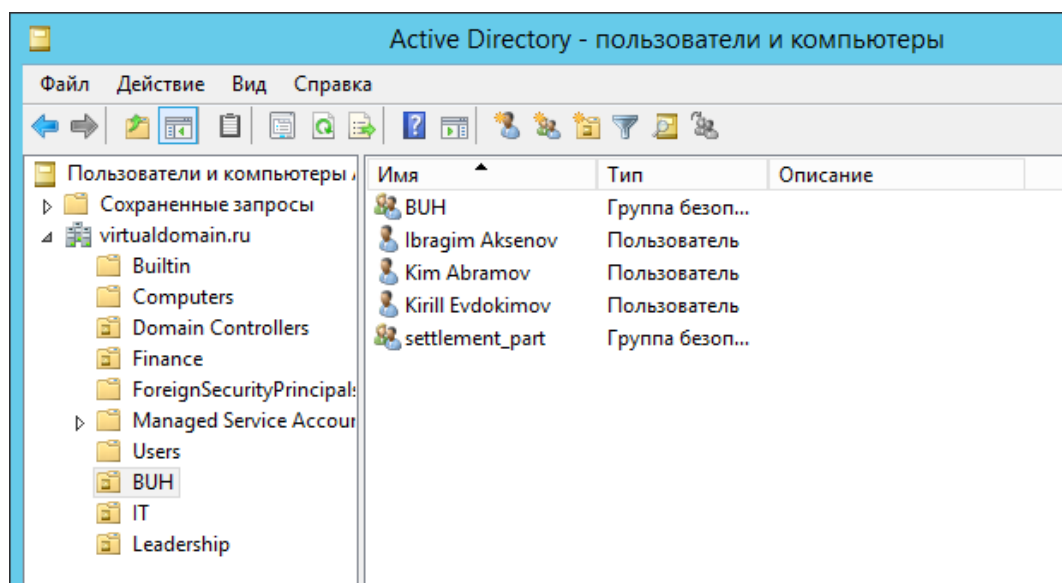 Active Directory - пользователи и компьютеры
Файл Действие Вид Справка
Пользователи и компьютеры
Сохраненные запросы
virtualdomain.ru
Builtin
Computers
Domain Controllers
Finance
ForeignSecurityPrincipals
Managed Service Accour
Users
BUH
IT
Leadership
Имя Тип Описание
BUH Группа безоп...
Ibragim Aksenov Пользователь
Kim Abramov Пользователь
Kirill Evdokimov Пользователь
settlement_part Группа безоп...